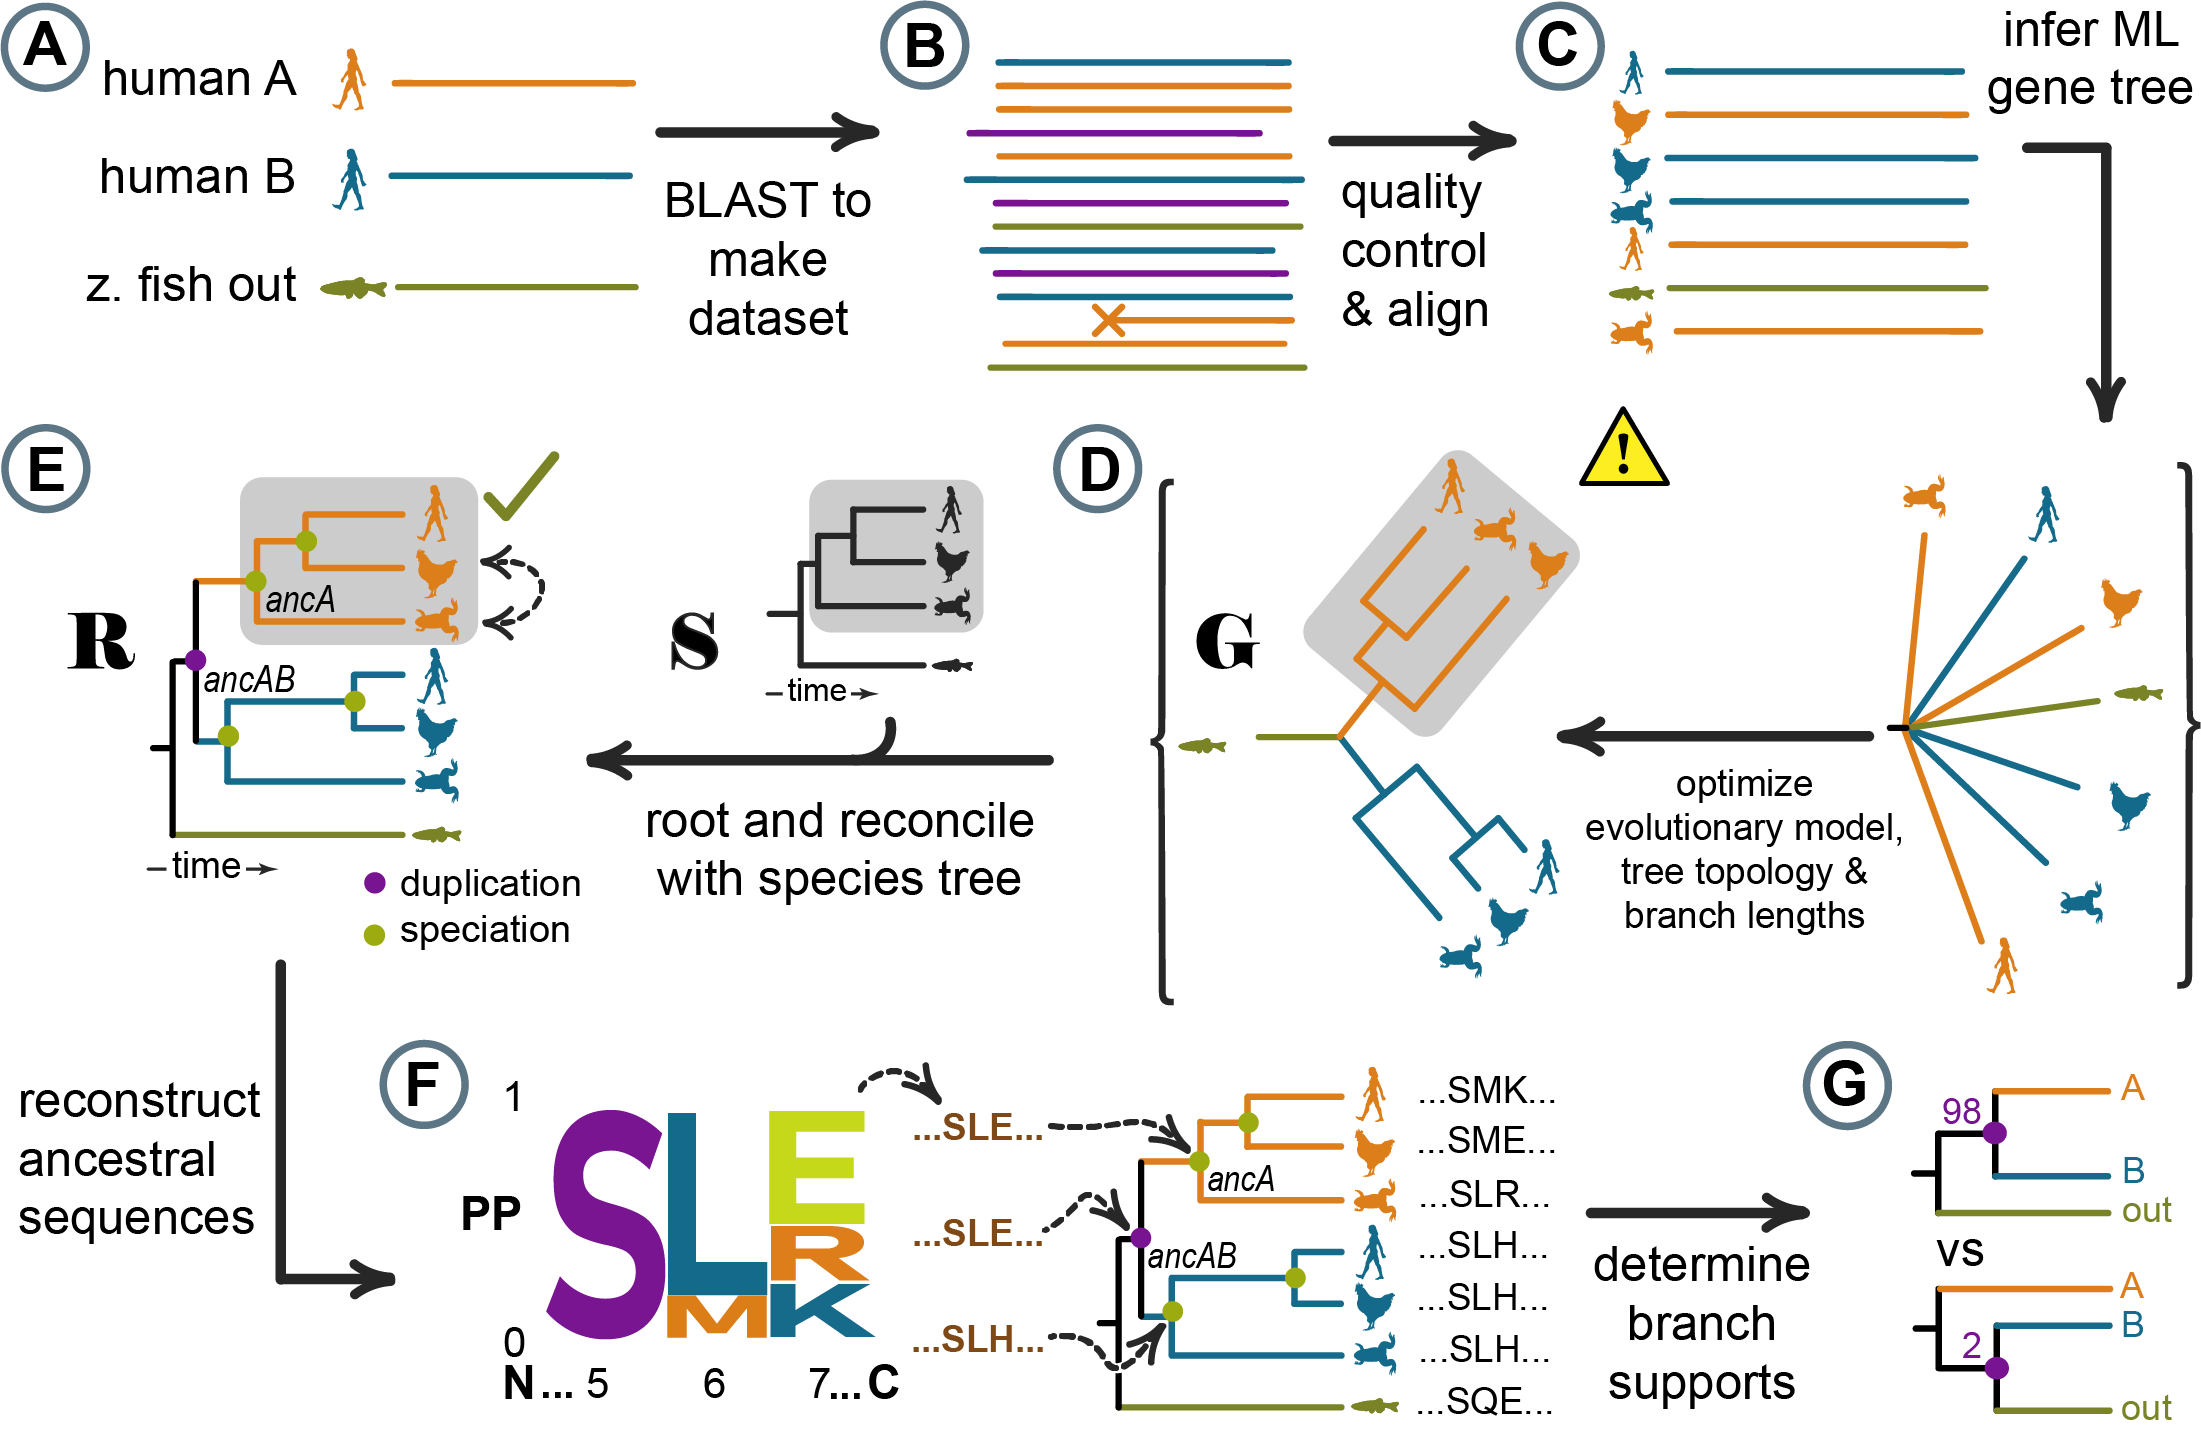 A
human A
human B
z. fish out
BLAST to
make
dataset
B
quality
control
& align
C
infer ML
gene tree
E
R
ancA
ancAB
time
duplication
speciation
S
time
root and reconcile
with species tree
D
!
G
optimize
evolutionary model,
tree topology &
branch lengths
reconstruct
ancestral
sequences
F
1
PP
0
S L E
M R
K
N... 5 6 7...C
...SLE...
...SLE...
...SLH...
ancA
ancAB
...SMK...
...SME...
...SLR...
...SLH...
...SLH...
...SLH...
...SQE...
determine
branch
supports
G
98
A
B
out
vs
A
B
2
out